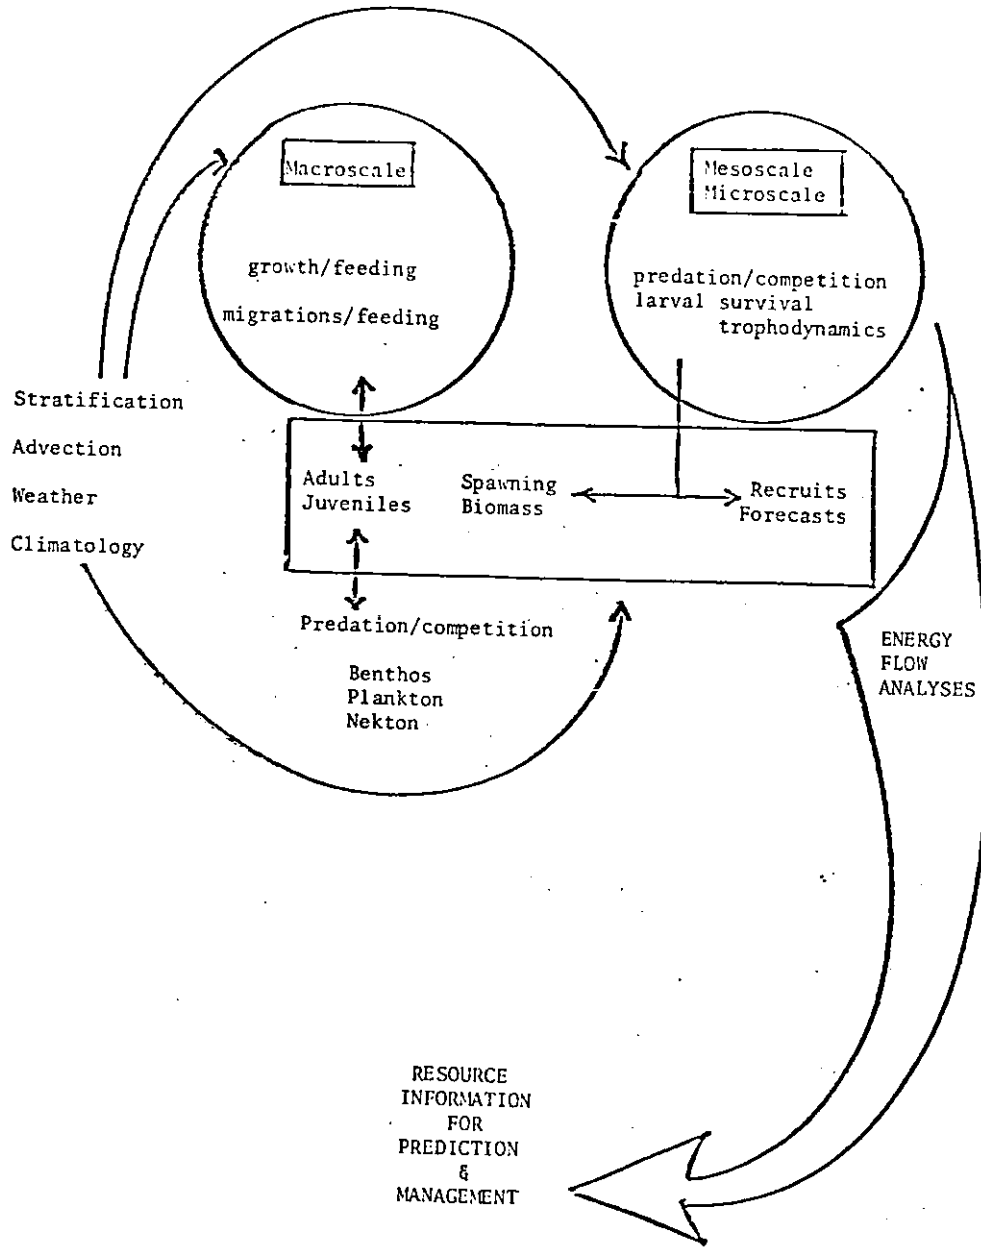 Macroscale
growth/feeding
migrations/feeding
Mesoscale
Microscale
predation/competition
larval survival
trophodynamics
Stratification
Advection
Weather
Climatology
Adults
Juveniles
Spawning
Biomass
Recruits
Forecasts
Predation/competition
Benthos
Plankton
Nekton
ENERGY
FLOW
ANALYSES
RESOURCE
INFORMATION
FOR
PREDICTION
&
MANAGEMENT